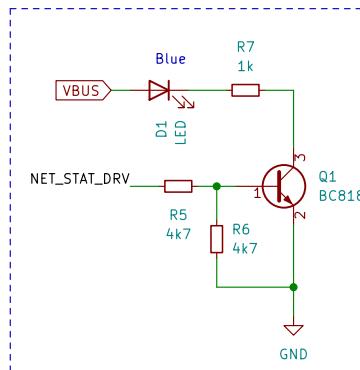 Blue
R7
1k
VBUS
D1
LED
NET_STAT_DRV
3
Q1
1
BC818
2
R5
4k7
R6
4k7
GND